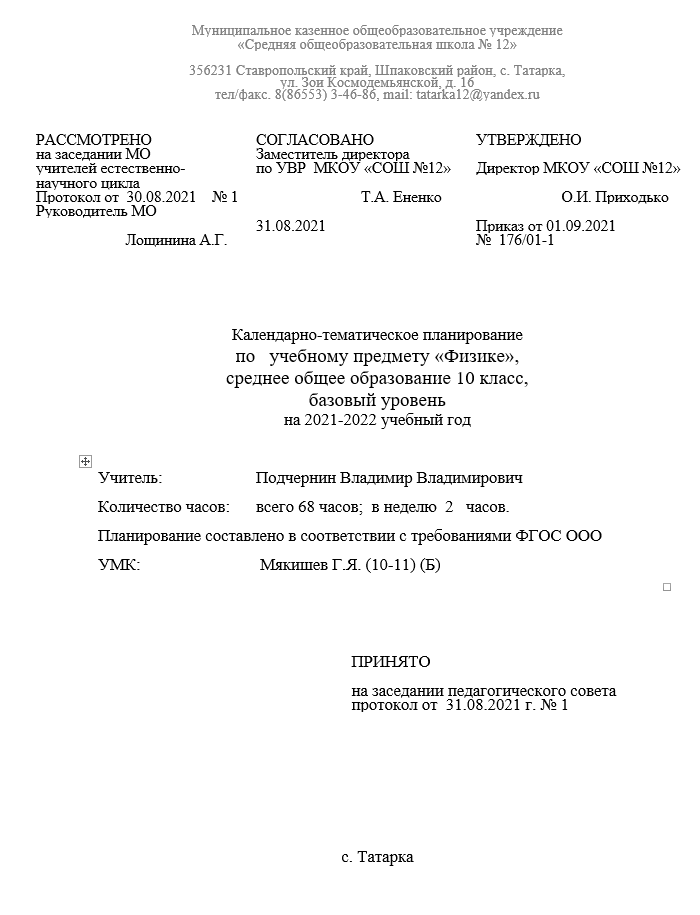 Муниципальное казенное общеобразовательное учреждение
«Средняя общеобразовательная школа № 12»
356231 Ставропольский край, Шпаковский район, с. Татарка,
ул. Зои Космодемьянской, д. 16
тел/факс. 8(86553) 3-46-86, mail: tatarka12@yandex.ru
РАССМОТРЕНО
на заседании МО
учителей естественно-
научного цикла
Протокол от 30.08.2021 № 1
Руководитель МО
Лощинина А.Г.
СОГЛАСОВАНО
Заместитель директора
по УВР МКОУ «СОШ №12»
Т.А. Ененко
31.08.2021
УТВЕРЖДЕНО
Директор МКОУ «СОШ №12»
О.И. Приходько
Приказ от 01.09.2021
№ 176/01-1
Календарно-тематическое планирование
по учебному предмету «Физике»,
среднее общее образование 10 класс,
базовый уровень
на 2021-2022 учебный год
Учитель: Подчернин Владимир Владимирович
Количество часов: всего 68 часов; в неделю 2 часов.
Планирование составлено в соответствии с требованиями ФГОС ООО
УМК: Мякишев Г.Я. (10-11) (Б)
ПРИНЯТО
на заседании педагогического совета
протокол от 31.08.2021 г. № 1
с. Татарка